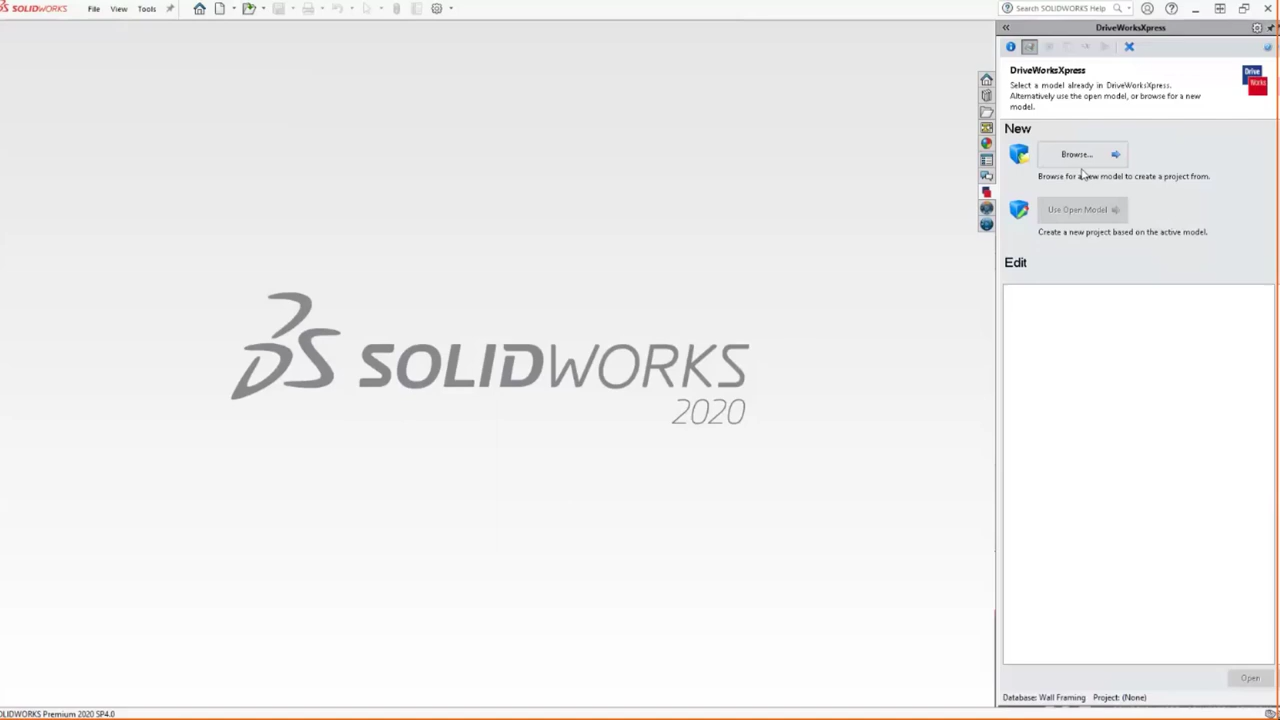 SOLIDWORKS File View Tools Search SOLIDWORKS Help
DriveWorksXpress
DriveWorksXpress
Select a model already in DriveWorksXpress.
Alternatively use the open model, or browse for a new
model.
Drive
Works
New
Browse...
Browse for a new model to create a project from.
Use Open Model
Create a new project based on the active model.
Edit
SOLIDWORKS
2020
Open
Database: Wall Framing Project: (None)
OLIDWORKS Premium 2020 SP4.0